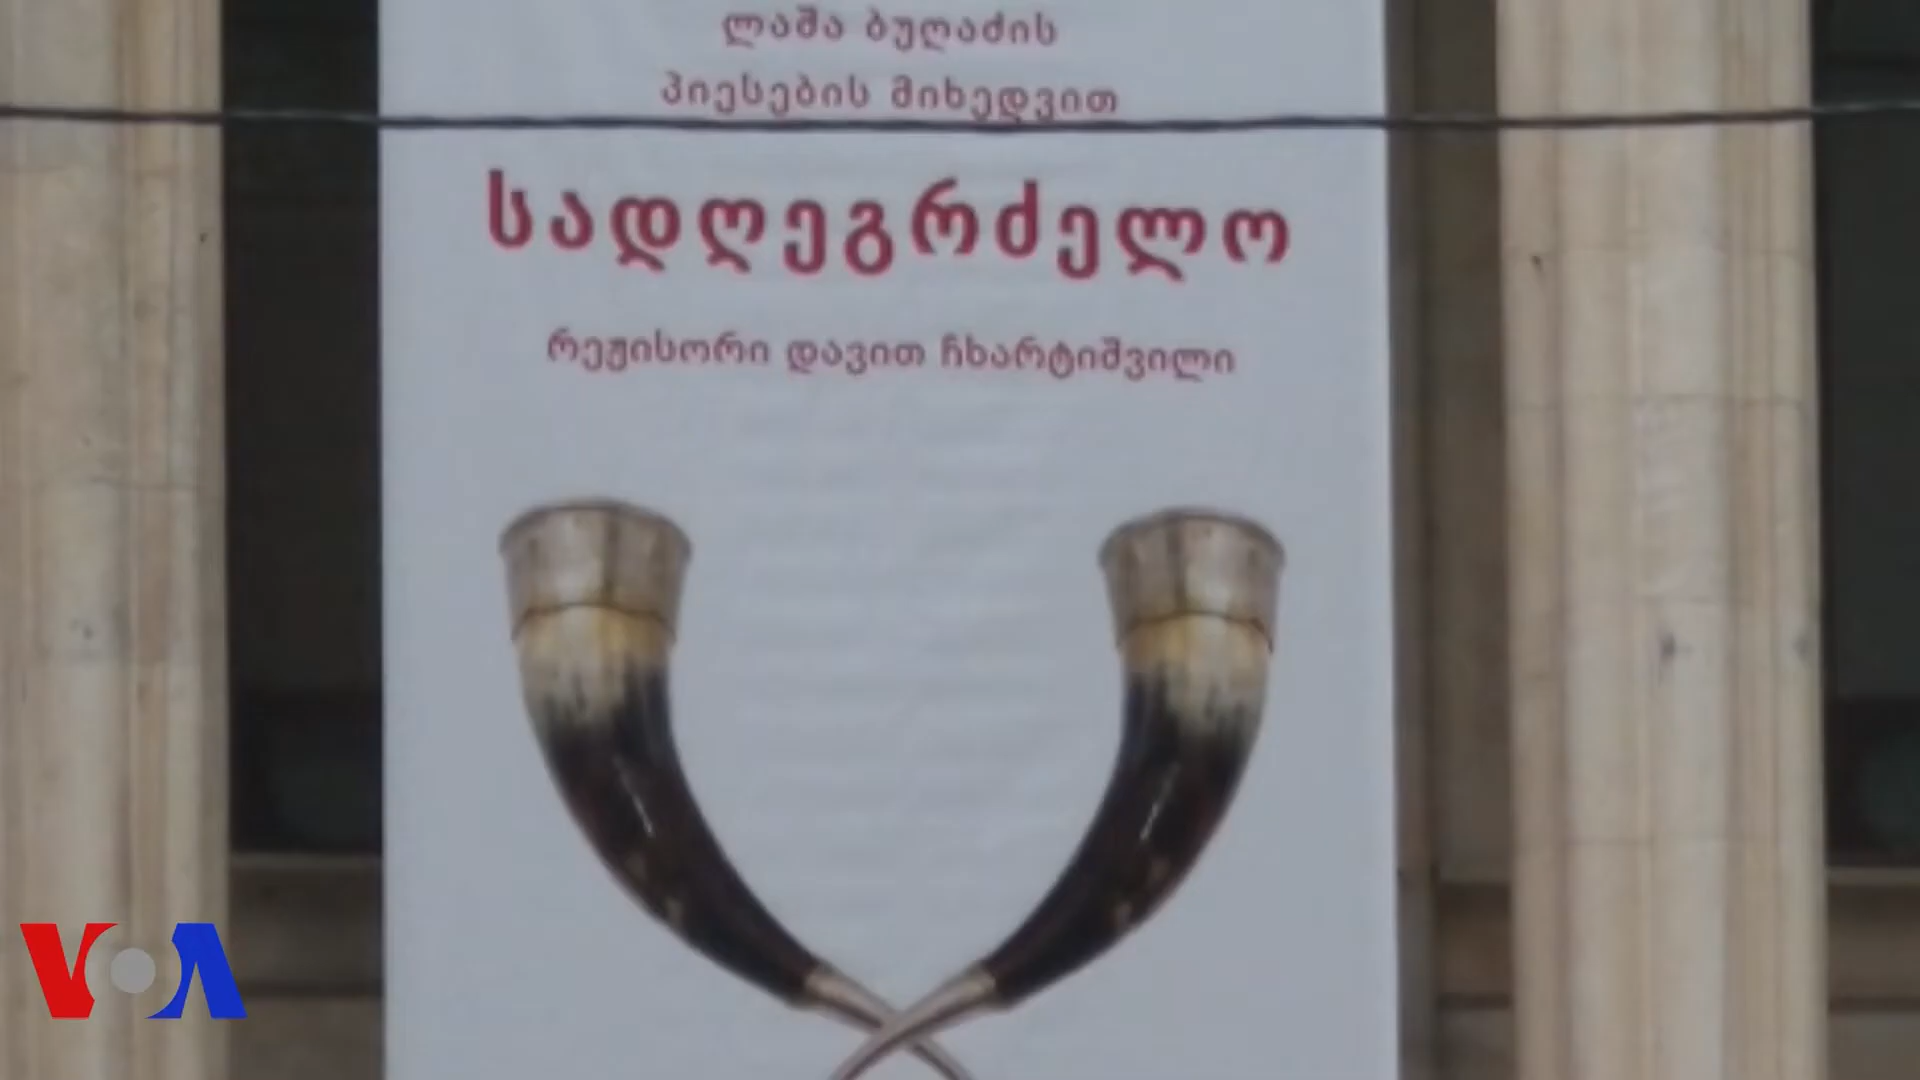 ლაშა ბუღაძის
პიესების მიხედვით
სადღეგრძელო
რეჟისორი დავით ჩხარტიშვილი
VOA